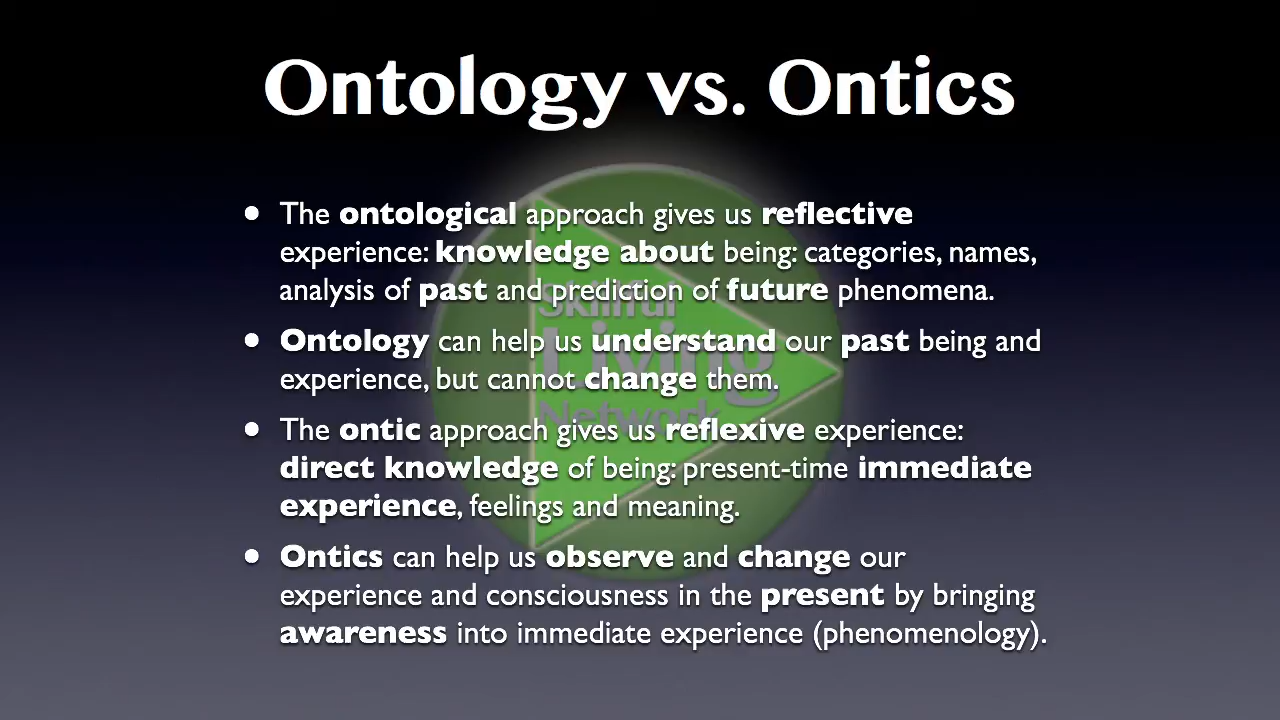 Ontology vs. Ontics
• The ontological approach gives us reflective
experience: knowledge about being: categories, names,
analysis of past and prediction of future phenomena.
• Ontology can help us understand our past being and
experience, but cannot change them.
• The ontic approach gives us reflexive experience:
direct knowledge of being: present-time immediate
experience, feelings and meaning.
• Ontics can help us observe and change our
experience and consciousness in the present by bringing
awareness into immediate experience (phenomenology).
Skillful
Living
Network